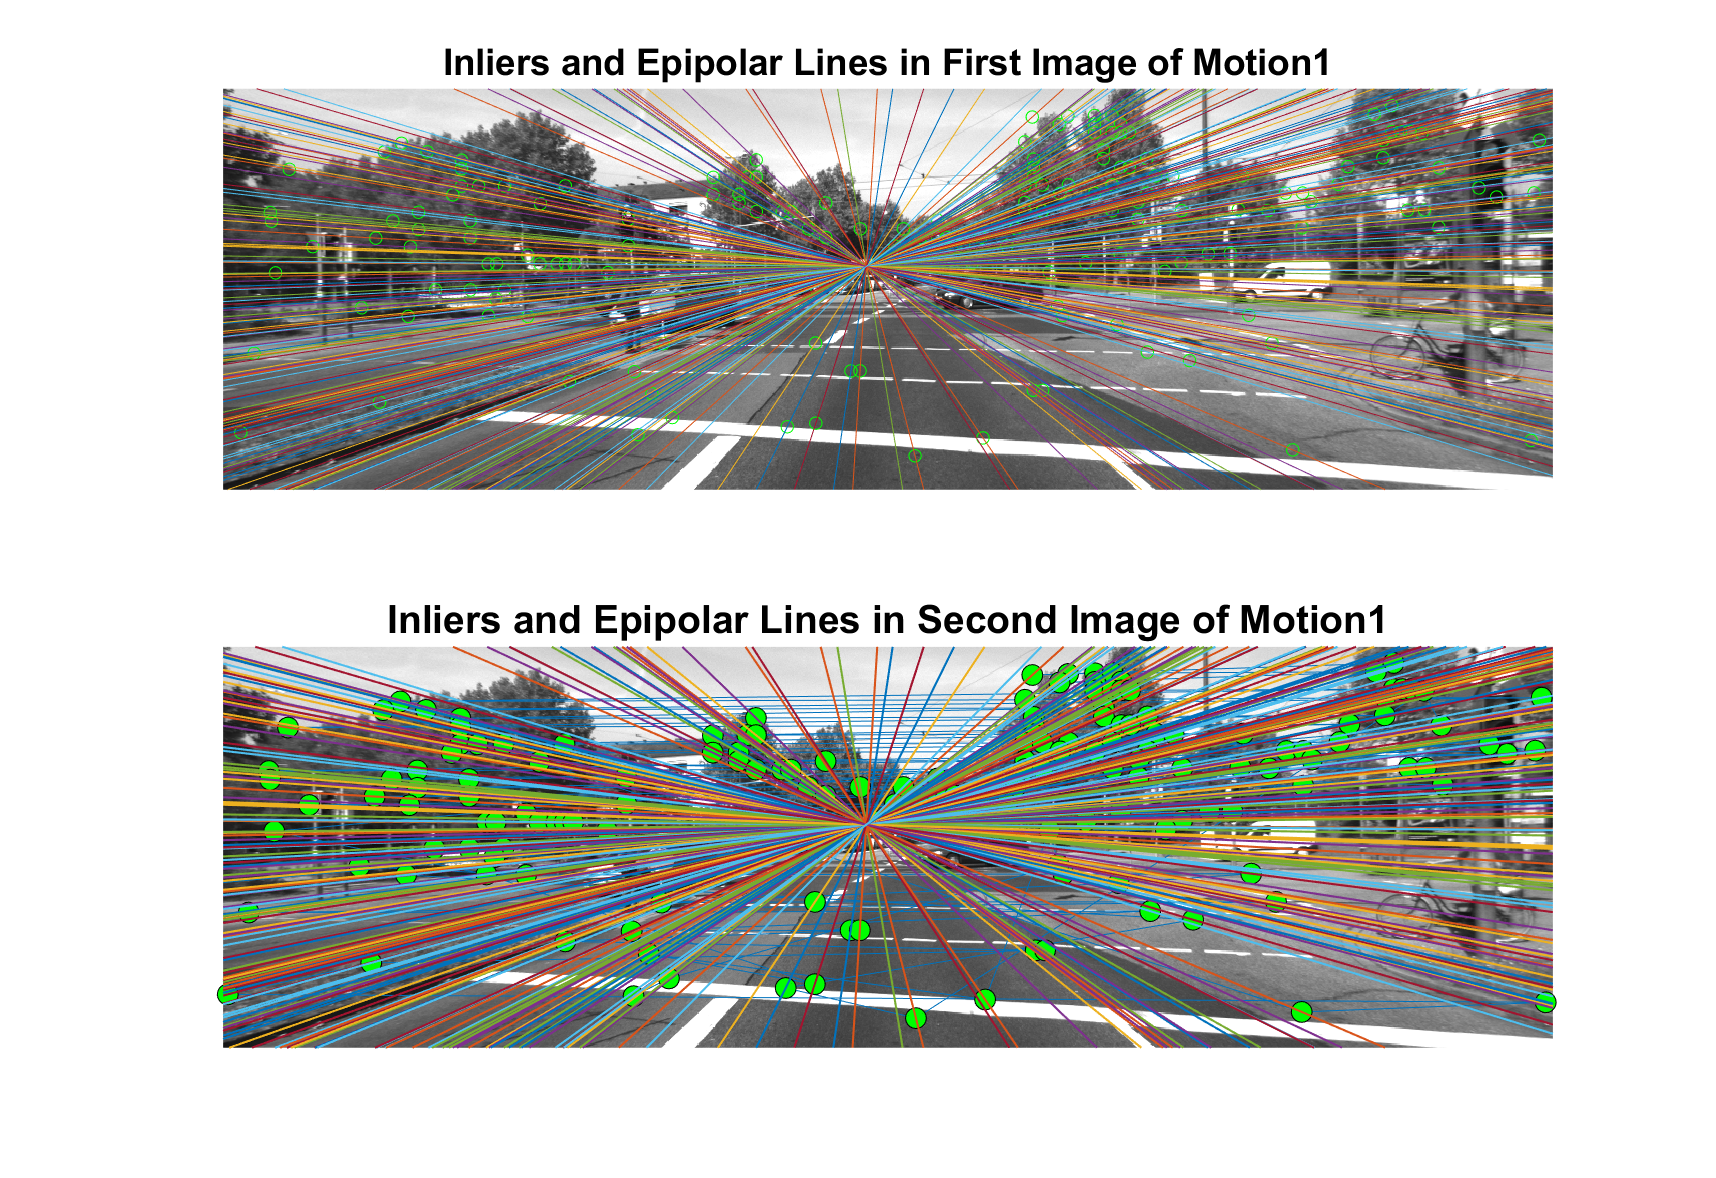 Inliers and Epipolar Lines in First Image of Motion1
Inliers and Epipolar Lines in Second Image of Motion1